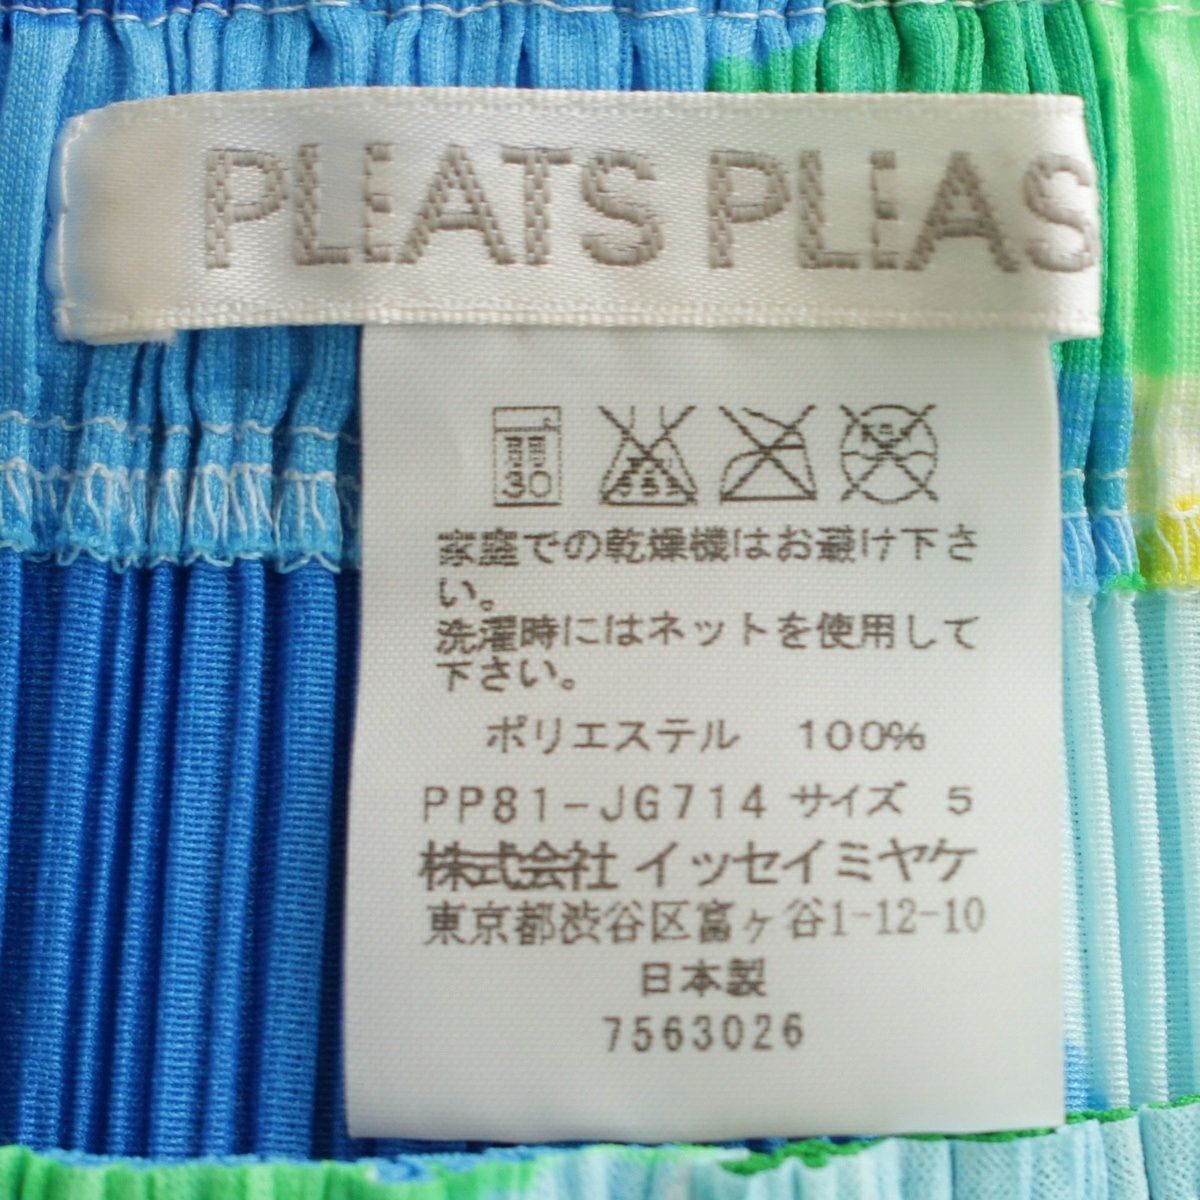 PLEATS PLEAS
30
家庭での乾燥機はお避け下さ
い。
洗濯時にはネットを使用して
下さい。
ポリエステル 100%
PP81-JG714 サイズ 5
株式会社 イッセイミヤケ
東京都渋谷区富ヶ谷1-12-10
日本製
7563026